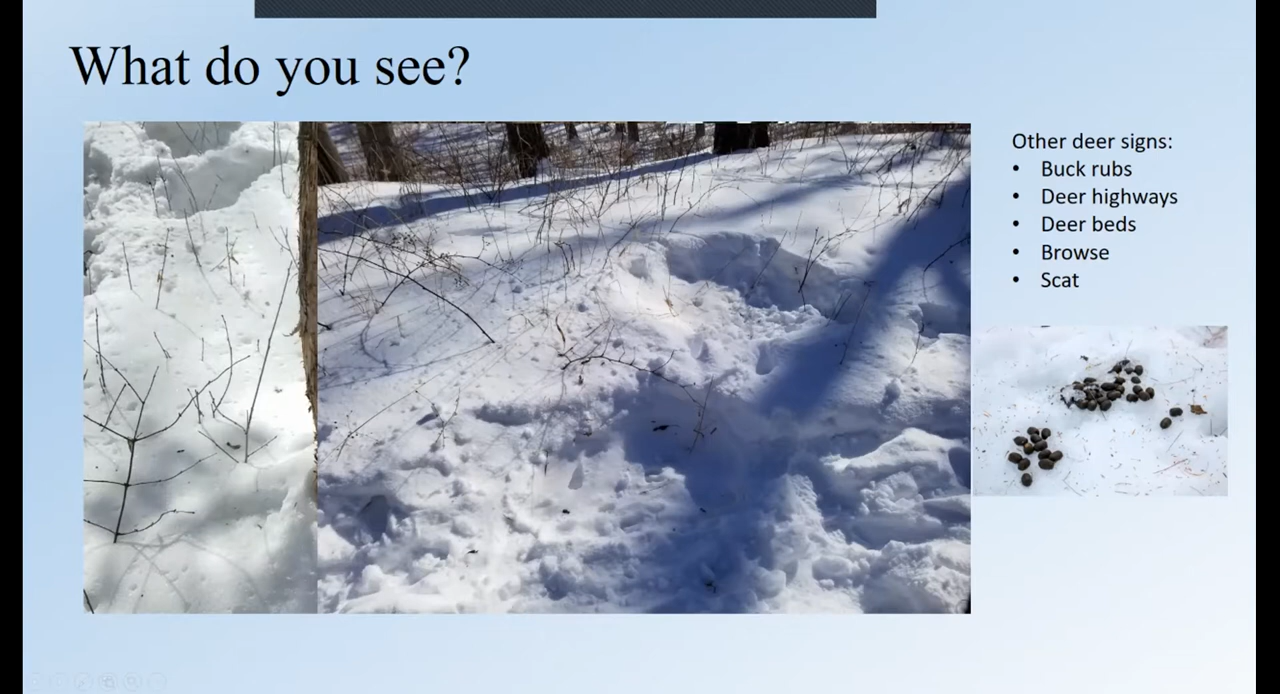 What do you see?
Other deer signs:
• Buck rubs
• Deer highways
• Deer beds
• Browse
• Scat